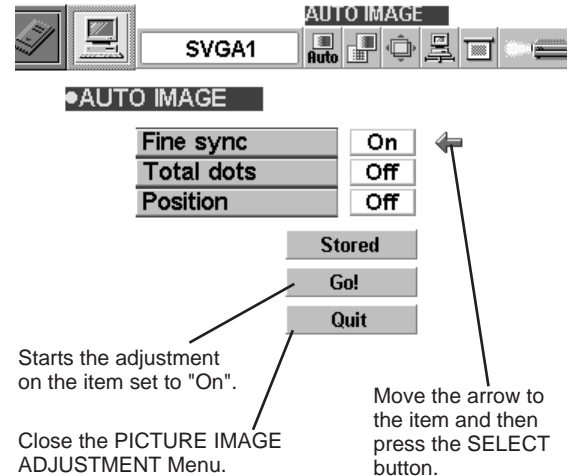 AUTO IMAGE
SVGA1
Auto
●AUTO IMAGE
Fine sync On
Total dots Off
Position Off
Stored
Go!
Quit
Starts the adjustment
on the item set to "On".
Close the PICTURE IMAGE
ADJUSTMENT Menu.
Move the arrow to
the item and then
press the SELECT
button.